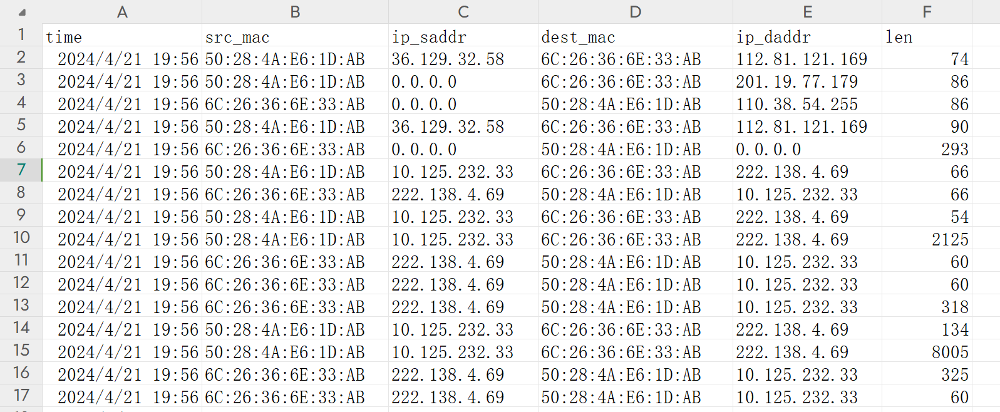 A B C D E F
1 time src_mac ip_saddr dest_mac ip_daddr len
2 2024/4/21 19:56 50:28:4A:E6:1D:AB 36.129.32.58 6C:26:36:6E:33:AB 112.81.121.169 74
3 2024/4/21 19:56 50:28:4A:E6:1D:AB 0.0.0.0 6C:26:36:6E:33:AB 201.19.77.179 86
4 2024/4/21 19:56 6C:26:36:6E:33:AB 0.0.0.0 50:28:4A:E6:1D:AB 110.38.54.255 86
5 2024/4/21 19:56 50:28:4A:E6:1D:AB 36.129.32.58 6C:26:36:6E:33:AB 112.81.121.169 90
6 2024/4/21 19:56 6C:26:36:6E:33:AB 0.0.0.0 50:28:4A:E6:1D:AB 0.0.0.0 293
7 2024/4/21 19:56 50:28:4A:E6:1D:AB 10.125.232.33 6C:26:36:6E:33:AB 222.138.4.69 66
8 2024/4/21 19:56 6C:26:36:6E:33:AB 222.138.4.69 50:28:4A:E6:1D:AB 10.125.232.33 66
9 2024/4/21 19:56 50:28:4A:E6:1D:AB 10.125.232.33 6C:26:36:6E:33:AB 222.138.4.69 54
10 2024/4/21 19:56 50:28:4A:E6:1D:AB 10.125.232.33 6C:26:36:6E:33:AB 222.138.4.69 2125
11 2024/4/21 19:56 6C:26:36:6E:33:AB 222.138.4.69 50:28:4A:E6:1D:AB 10.125.232.33 60
12 2024/4/21 19:56 6C:26:36:6E:33:AB 222.138.4.69 50:28:4A:E6:1D:AB 10.125.232.33 60
13 2024/4/21 19:56 6C:26:36:6E:33:AB 222.138.4.69 50:28:4A:E6:1D:AB 10.125.232.33 318
14 2024/4/21 19:56 50:28:4A:E6:1D:AB 10.125.232.33 6C:26:36:6E:33:AB 222.138.4.69 134
15 2024/4/21 19:56 50:28:4A:E6:1D:AB 10.125.232.33 6C:26:36:6E:33:AB 222.138.4.69 8005
16 2024/4/21 19:56 6C:26:36:6E:33:AB 222.138.4.69 50:28:4A:E6:1D:AB 10.125.232.33 325
17 2024/4/21 19:56 6C:26:36:6E:33:AB 222.138.4.69 50:28:4A:E6:1D:AB 10.125.232.33 60